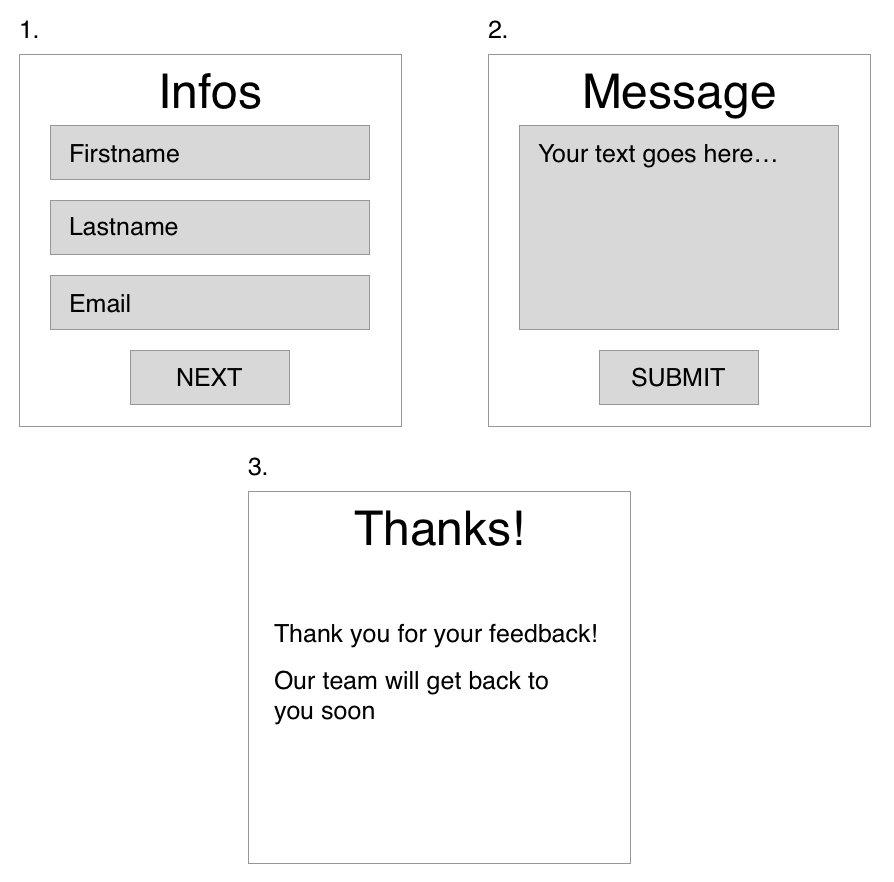 1.
Infos
Firstname
Lastname
Email
NEXT
2.
Message
Your text goes here…
SUBMIT
3.
Thanks!
Thank you for your feedback!
Our team will get back to
you soon